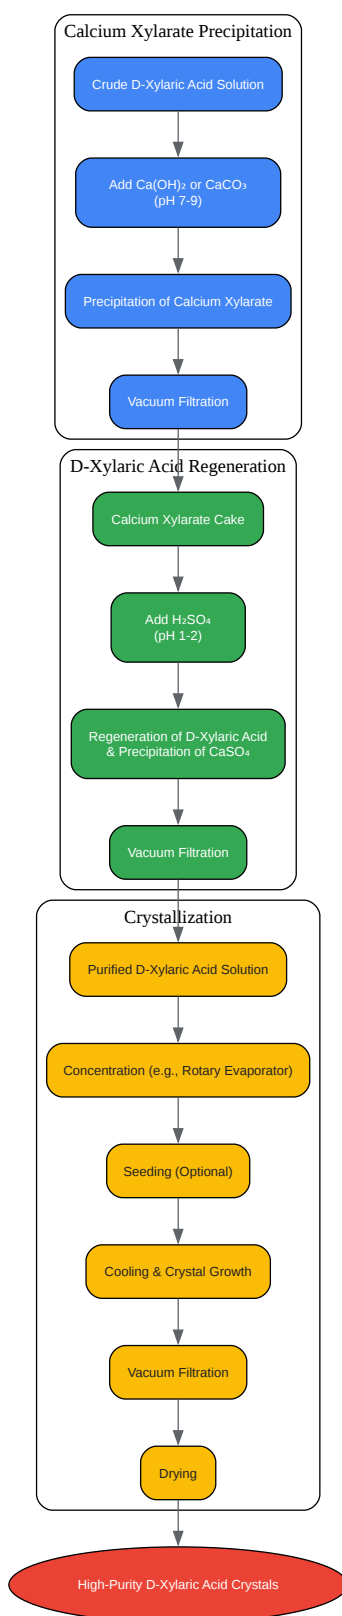 Calcium Xylarate Precipitation
Crude D-Xylaric Acid Solution
Add Ca(OH)₂ or CaCO₃
(pH 7-9)
Precipitation of Calcium Xylarate
Vacuum Filtration
D-Xylaric Acid Regeneration
Calcium Xylarate Cake
Add H₂SO₄
(pH 1-2)
Regeneration of D-Xylaric Acid
& Precipitation of CaSO₄
Vacuum Filtration
Crystallization
Purified D-Xylaric Acid Solution
Concentration (e.g., Rotary Evaporator)
Seeding (Optional)
Cooling & Crystal Growth
Vacuum Filtration
Drying
High-Purity D-Xylaric Acid Crystals